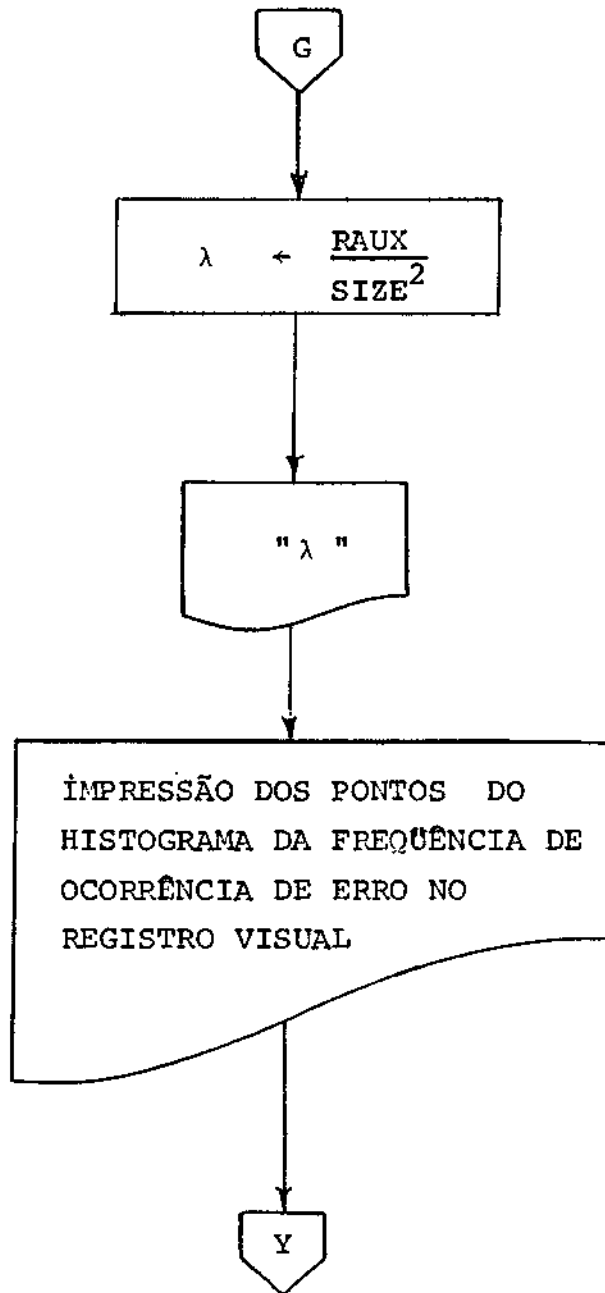 G
λ ← RAUX
SIZE²
"λ"
IMPRESSÃO DOS PONTOS DO
HISTOGRAMA DA FREQÜÊNCIA DE
OCORRÊNCIA DE ERRO NO
REGISTRO VISUAL
Y